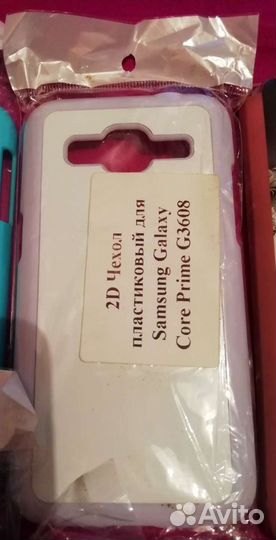 2D Чехол
пластиковый для
Samsung Galaxy
Core Prime G3608
Avito